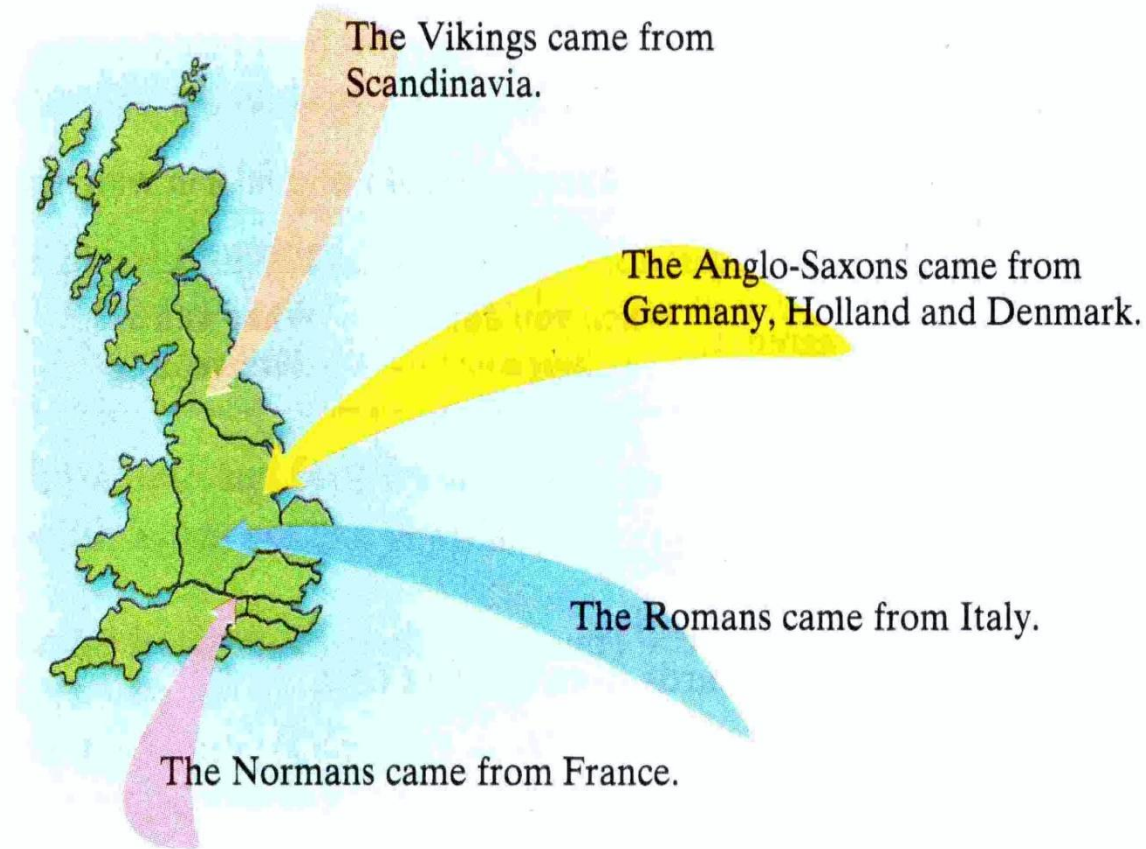 The Vikings came from
Scandinavia.
The Anglo-Saxons came from
Germany, Holland and Denmark.
The Romans came from Italy.
The Normans came from France.